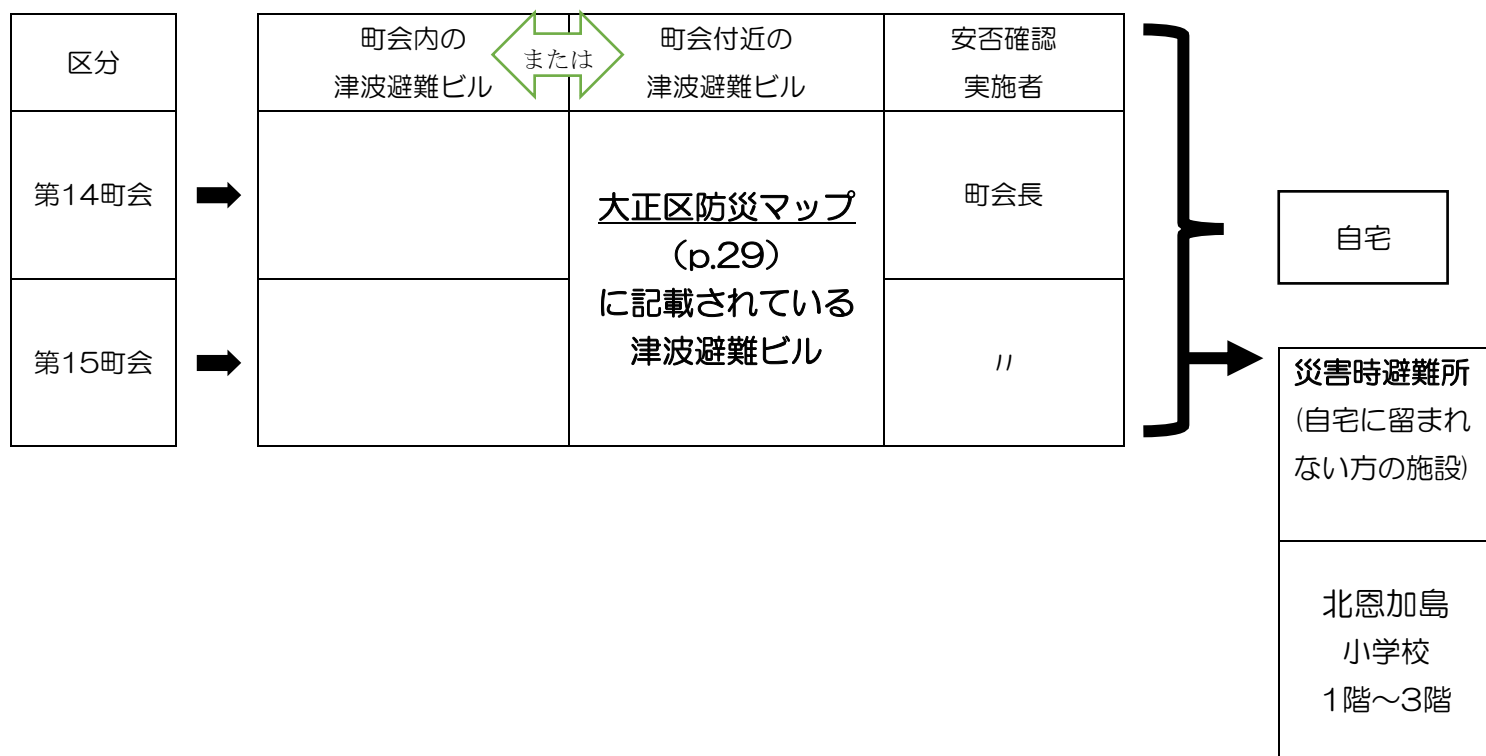 区分
町会内の
津波避難ビル
または
町会付近の
津波避難ビル
安否確認
実施者
第14町会
大正区防災マップ
（p.29）
に記載されている
津波避難ビル
町会長
第15町会
〃
自宅
災害時避難所
(自宅に留まれ
ない方の施設)
北恩加島
小学校
1階～3階